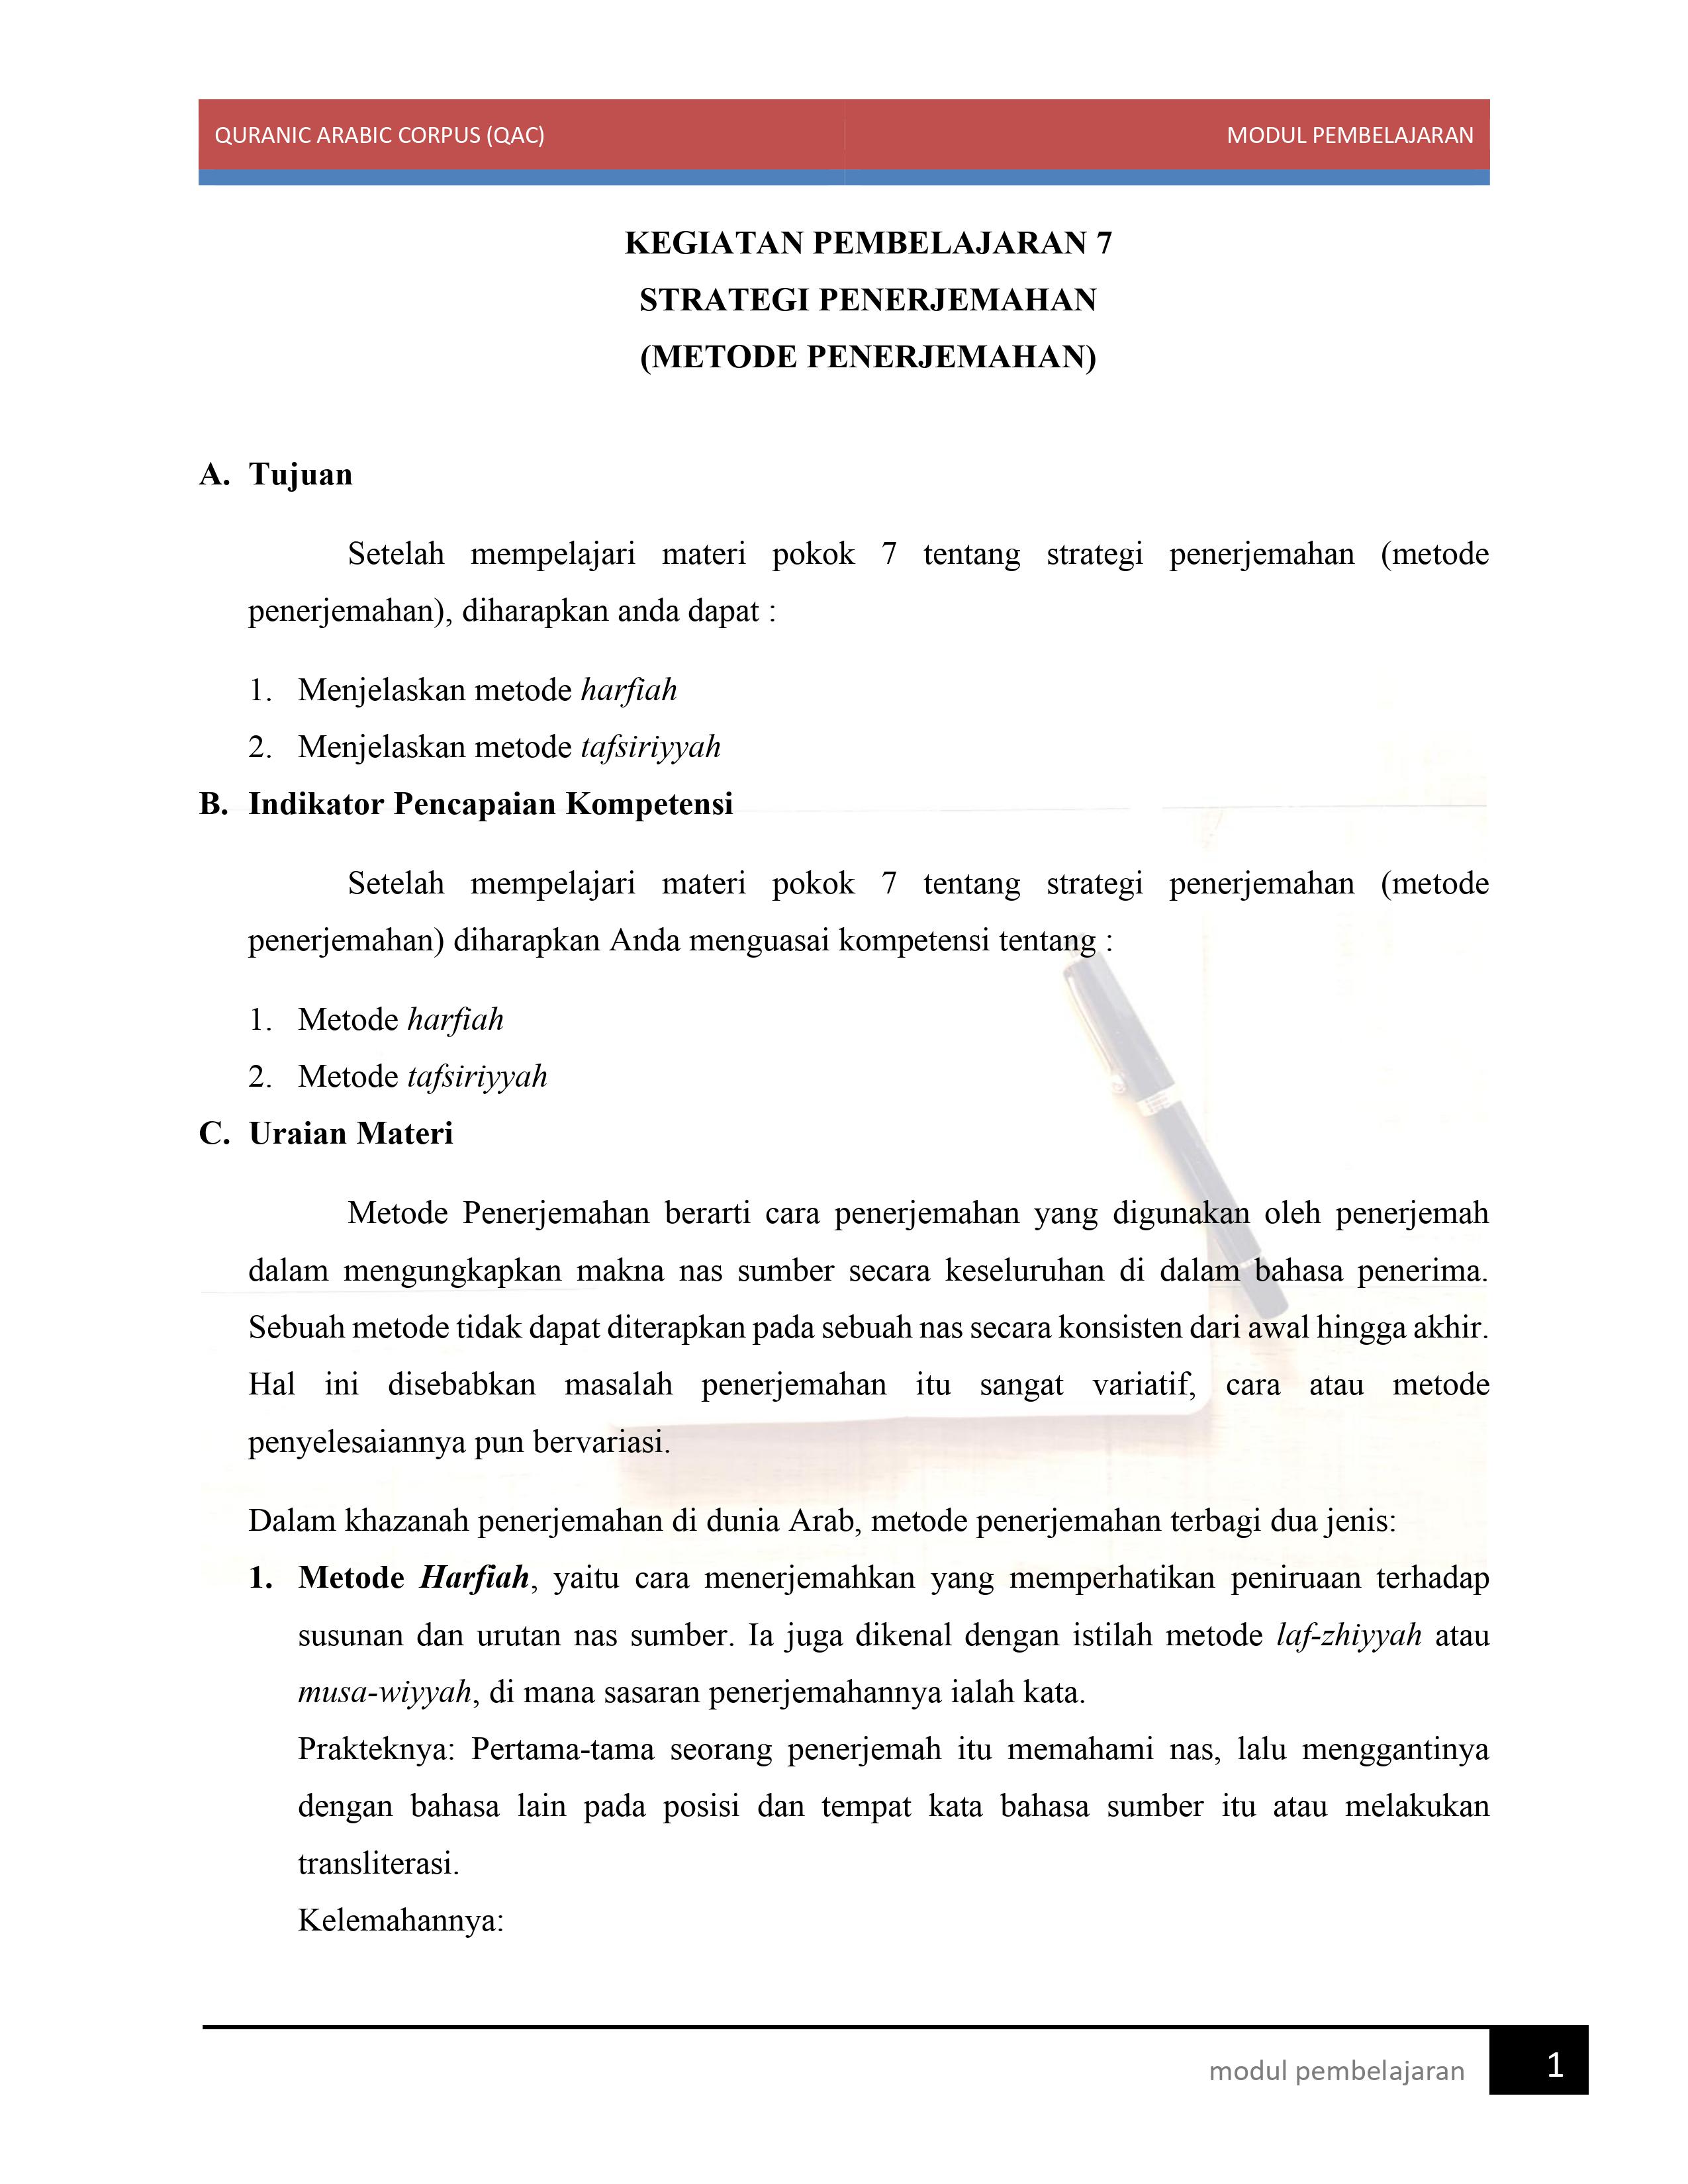 QURANIC ARABIC CORPUS (QAC) MODUL PEMBELAJARAN
KEGIATAN PEMBELAJARAN 7
STRATEGI PENERJEMAHAN
(METODE PENERJEMAHAN)
A. Tujuan
Setelah mempelajari materi pokok 7 tentang strategi penerjemahan (metode
penerjemahan), diharapkan anda dapat :
1. Menjelaskan metode harfiah
2. Menjelaskan metode tafsiriyyah
B. Indikator Pencapaian Kompetensi
Setelah mempelajari materi pokok 7 tentang strategi penerjemahan (metode
penerjemahan) diharapkan Anda menguasai kompetensi tentang :
1. Metode harfiah
2. Metode tafsiriyyah
C. Uraian Materi
Metode Penerjemahan berarti cara penerjemahan yang digunakan oleh penerjemah
dalam mengungkapkan makna nas sumber secara keseluruhan di dalam bahasa penerima.
Sebuah metode tidak dapat diterapkan pada sebuah nas secara konsisten dari awal hingga akhir.
Hal ini disebabkan masalah penerjemahan itu sangat variatif, cara atau metode
penyelesaiannya pun bervariasi.
Dalam khazanah penerjemahan di dunia Arab, metode penerjemahan terbagi dua jenis:
1. Metode Harfiah, yaitu cara menerjemahkan yang memperhatikan peniruaan terhadap
susunan dan urutan nas sumber. Ia juga dikenal dengan istilah metode laf-zhiyyah atau
musa-wiyyah, di mana sasaran penerjemahannya ialah kata.
Prakteknya: Pertama-tama seorang penerjemah itu memahami nas, lalu menggantinya
dengan bahasa lain pada posisi dan tempat kata bahasa sumber itu atau melakukan
transliterasi.
Kelemahannya:
modul pembelajaran 1